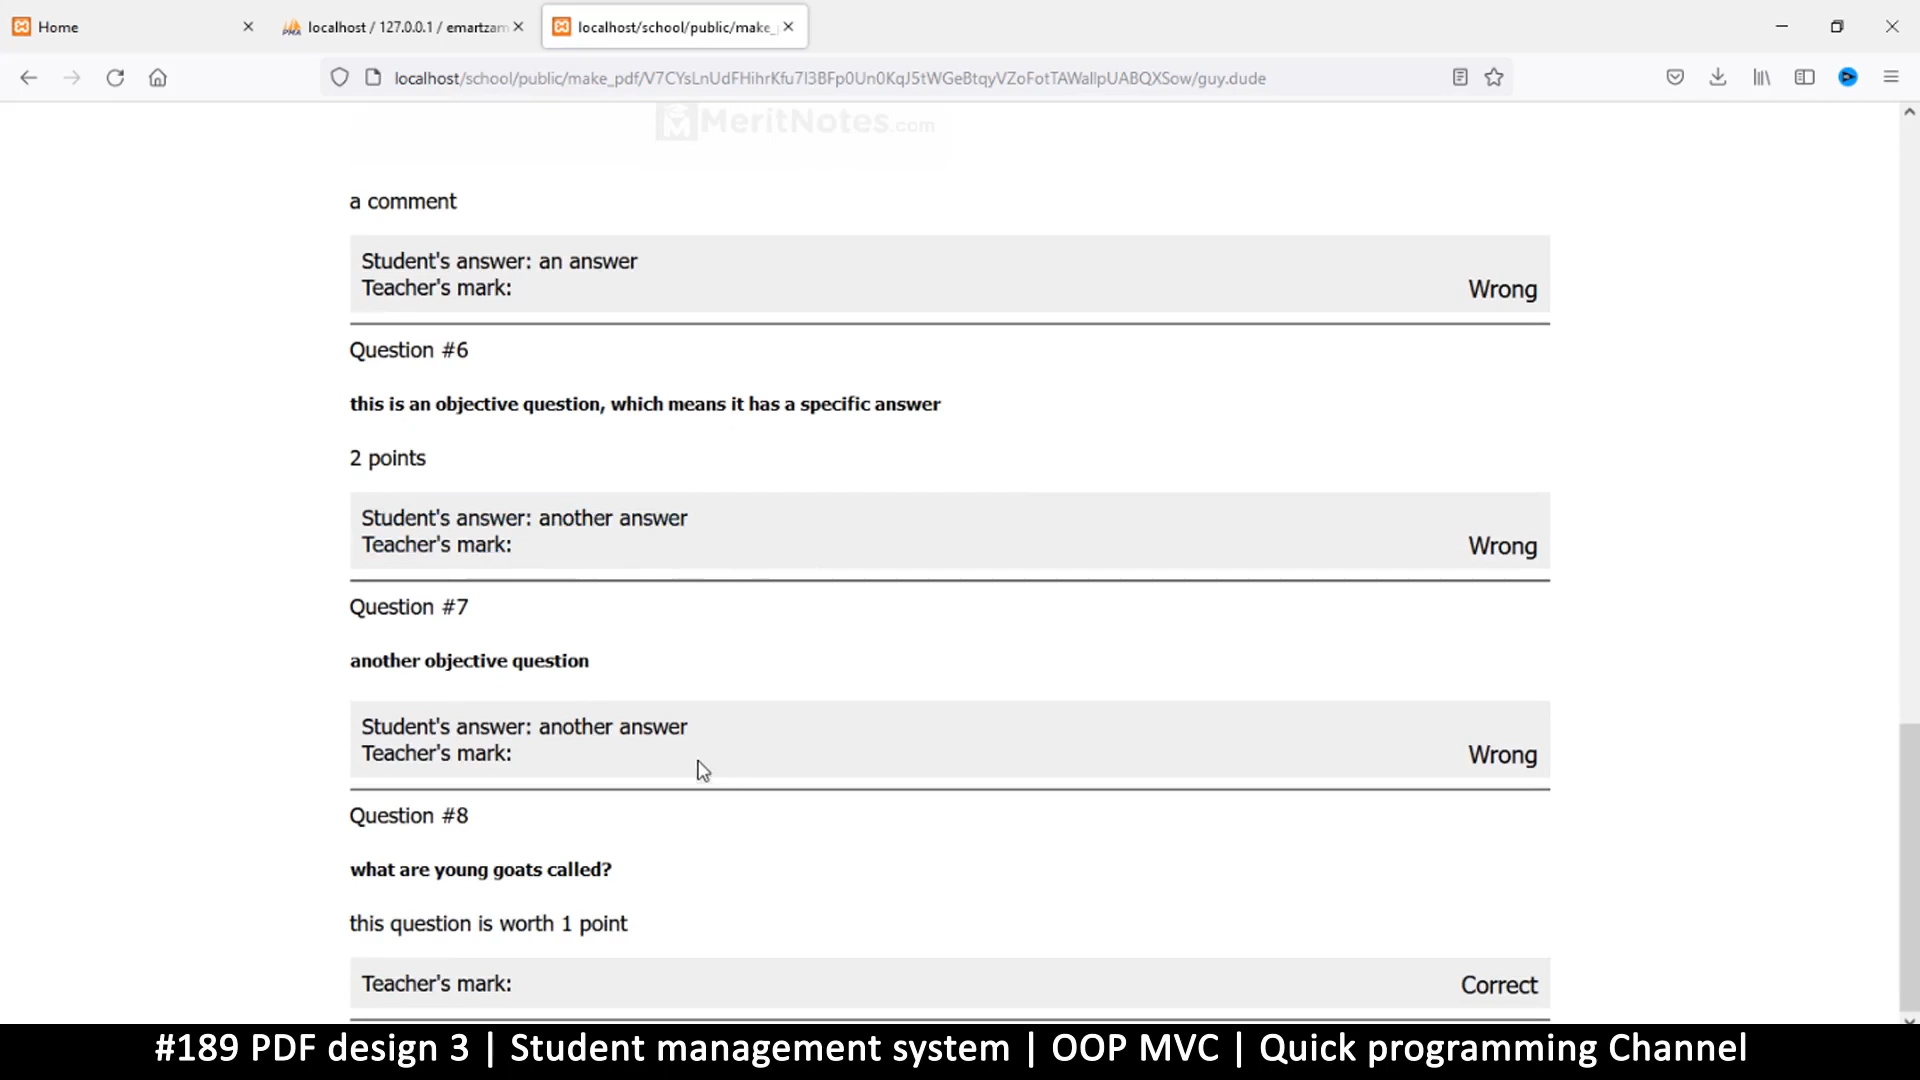 Home
localhost / 127.0.0.1 / emartzam
localhost/school/public/make_
localhost/school/public/make_pdf/V7CYsLnUdFHihrKfu7I3BFp0Un0KqJ5tWGeBtqyVZoFotTAWallpUABQXSow/guy.dude
MeritNotes.com
a comment
Student's answer: an answer
Teacher's mark:
Wrong
Question #6
this is an objective question, which means it has a specific answer
2 points
Student's answer: another answer
Teacher's mark:
Wrong
Question #7
another objective question
Student's answer: another answer
Teacher's mark:
Wrong
Question #8
what are young goats called?
this question is worth 1 point
Teacher's mark:
Correct
#189 PDF design 3 | Student management system | OOP MVC | Quick programming Channel